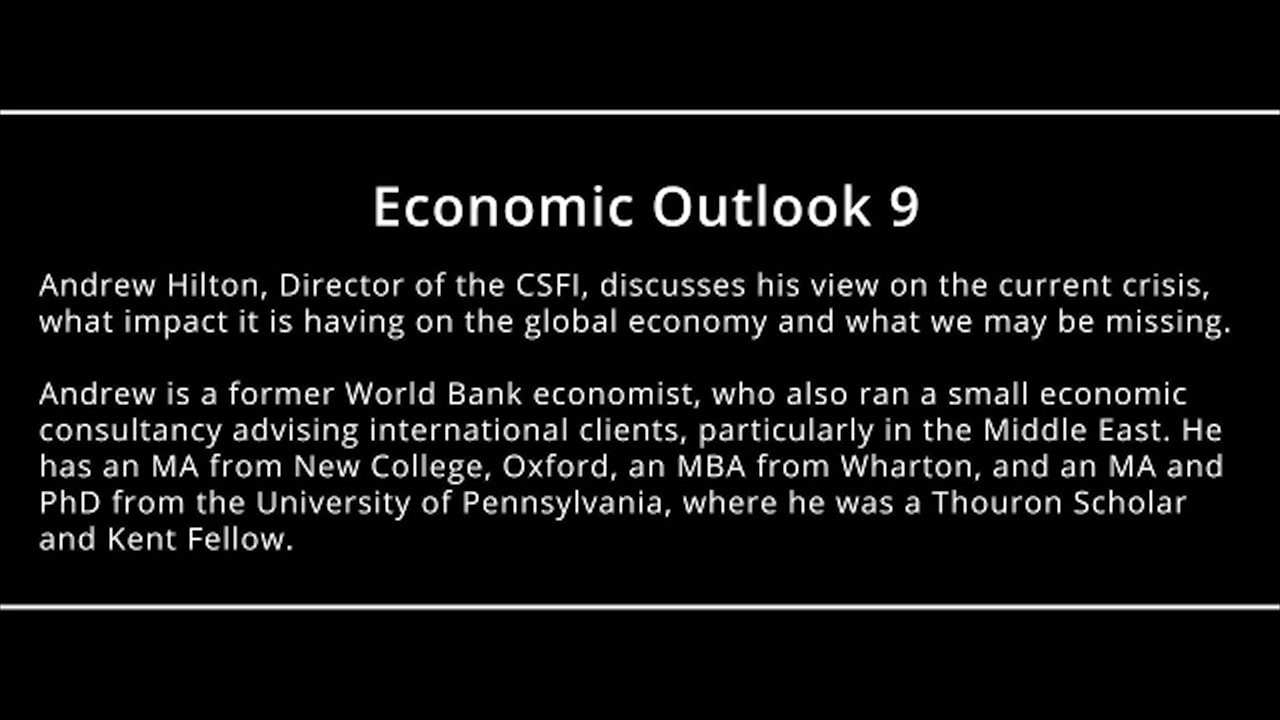 Economic Outlook 9
Andrew Hilton, Director of the CSFI, discusses his view on the current crisis,
what impact it is having on the global economy and what we may be missing.
Andrew is a former World Bank economist, who also ran a small economic
consultancy advising international clients, particularly in the Middle East. He
has an MA from New College, Oxford, an MBA from Wharton, and an MA and
PhD from the University of Pennsylvania, where he was a Thouron Scholar
and Kent Fellow.